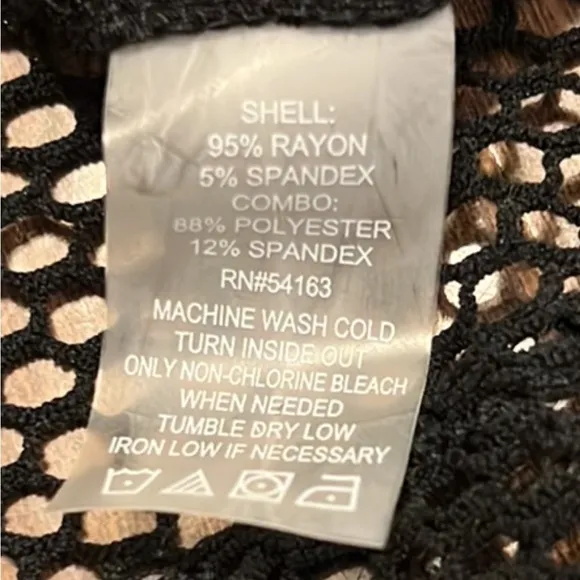 SHELL:
95% RAYON
5% SPANDEX
COMBO:
88% POLYESTER
12% SPANDEX
RN#54163
MACHINE WASH COLD
TURN INSIDE OUT
ONLY NON-CHLORINE BLEACH
WHEN NEEDED
TUMBLE DRY LOW
IRON LOW IF NECESSARY